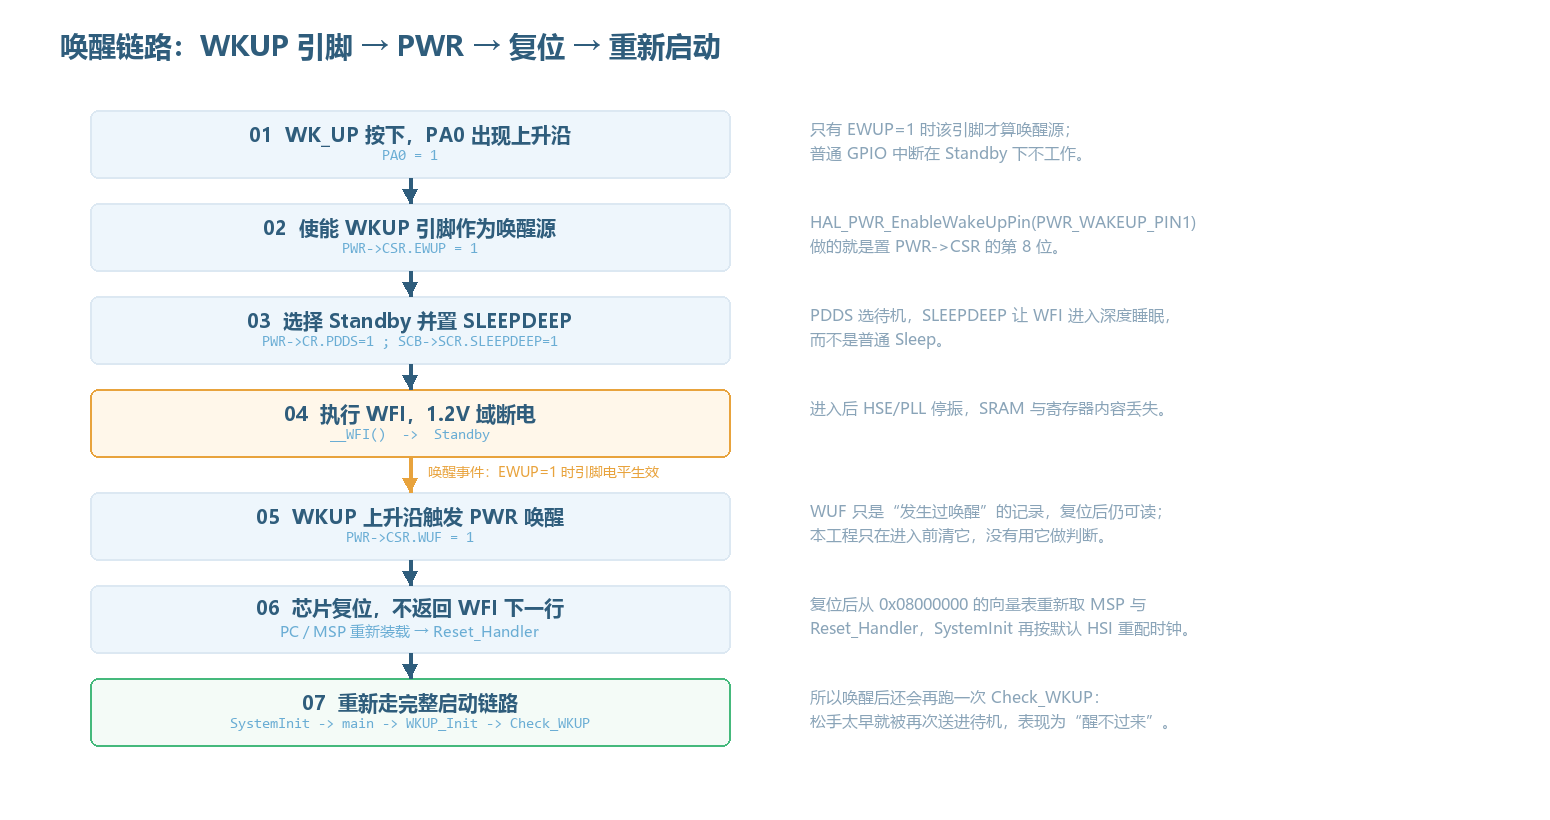 唤醒链路：WKUP 引脚 → PWR → 复位 → 重新启动
01 WK_UP 按下，PA0 出现上升沿
PA0 = 1
只有 EWUP=1 时该引脚才算唤醒源；
普通 GPIO 中断在 Standby 下不工作。
02 使能 WKUP 引脚作为唤醒源
PWR->CSR.EWUP = 1
HAL_PWR_EnableWakeUpPin(PWR_WAKEUP_PIN1)
做的就是置 PWR->CSR 的第 8 位。
03 选择 Standby 并置 SLEEPDEEP
PWR->CR.PDDS=1 ; SCB->SCR.SLEEPDEEP=1
PDDS 选待机，SLEEPDEEP 让 WFI 进入深度睡眠，
而不是普通 Sleep。
04 执行 WFI，1.2V 域断电
__WFI() -> Standby
进入后 HSE/PLL 停振，SRAM 与寄存器内容丢失。
唤醒事件：EWUP=1 时引脚电平生效
05 WKUP 上升沿触发 PWR 唤醒
PWR->CSR.WUF = 1
WUF 只是“发生过唤醒”的记录，复位后仍可读；
本工程只在进入前清它，没有用它做判断。
06 芯片复位，不返回 WFI 下一行
PC / MSP 重新装载 → Reset_Handler
复位后从 0x08000000 的向量表重新取 MSP 与
Reset_Handler，SystemInit 再按默认 HSI 重配时钟。
07 重新走完整启动链路
SystemInit -> main -> WKUP_Init -> Check_WKUP
所以唤醒后还会再跑一次 Check_WKUP：
松手太早就被再次送进待机，表现为“醒不过来”。